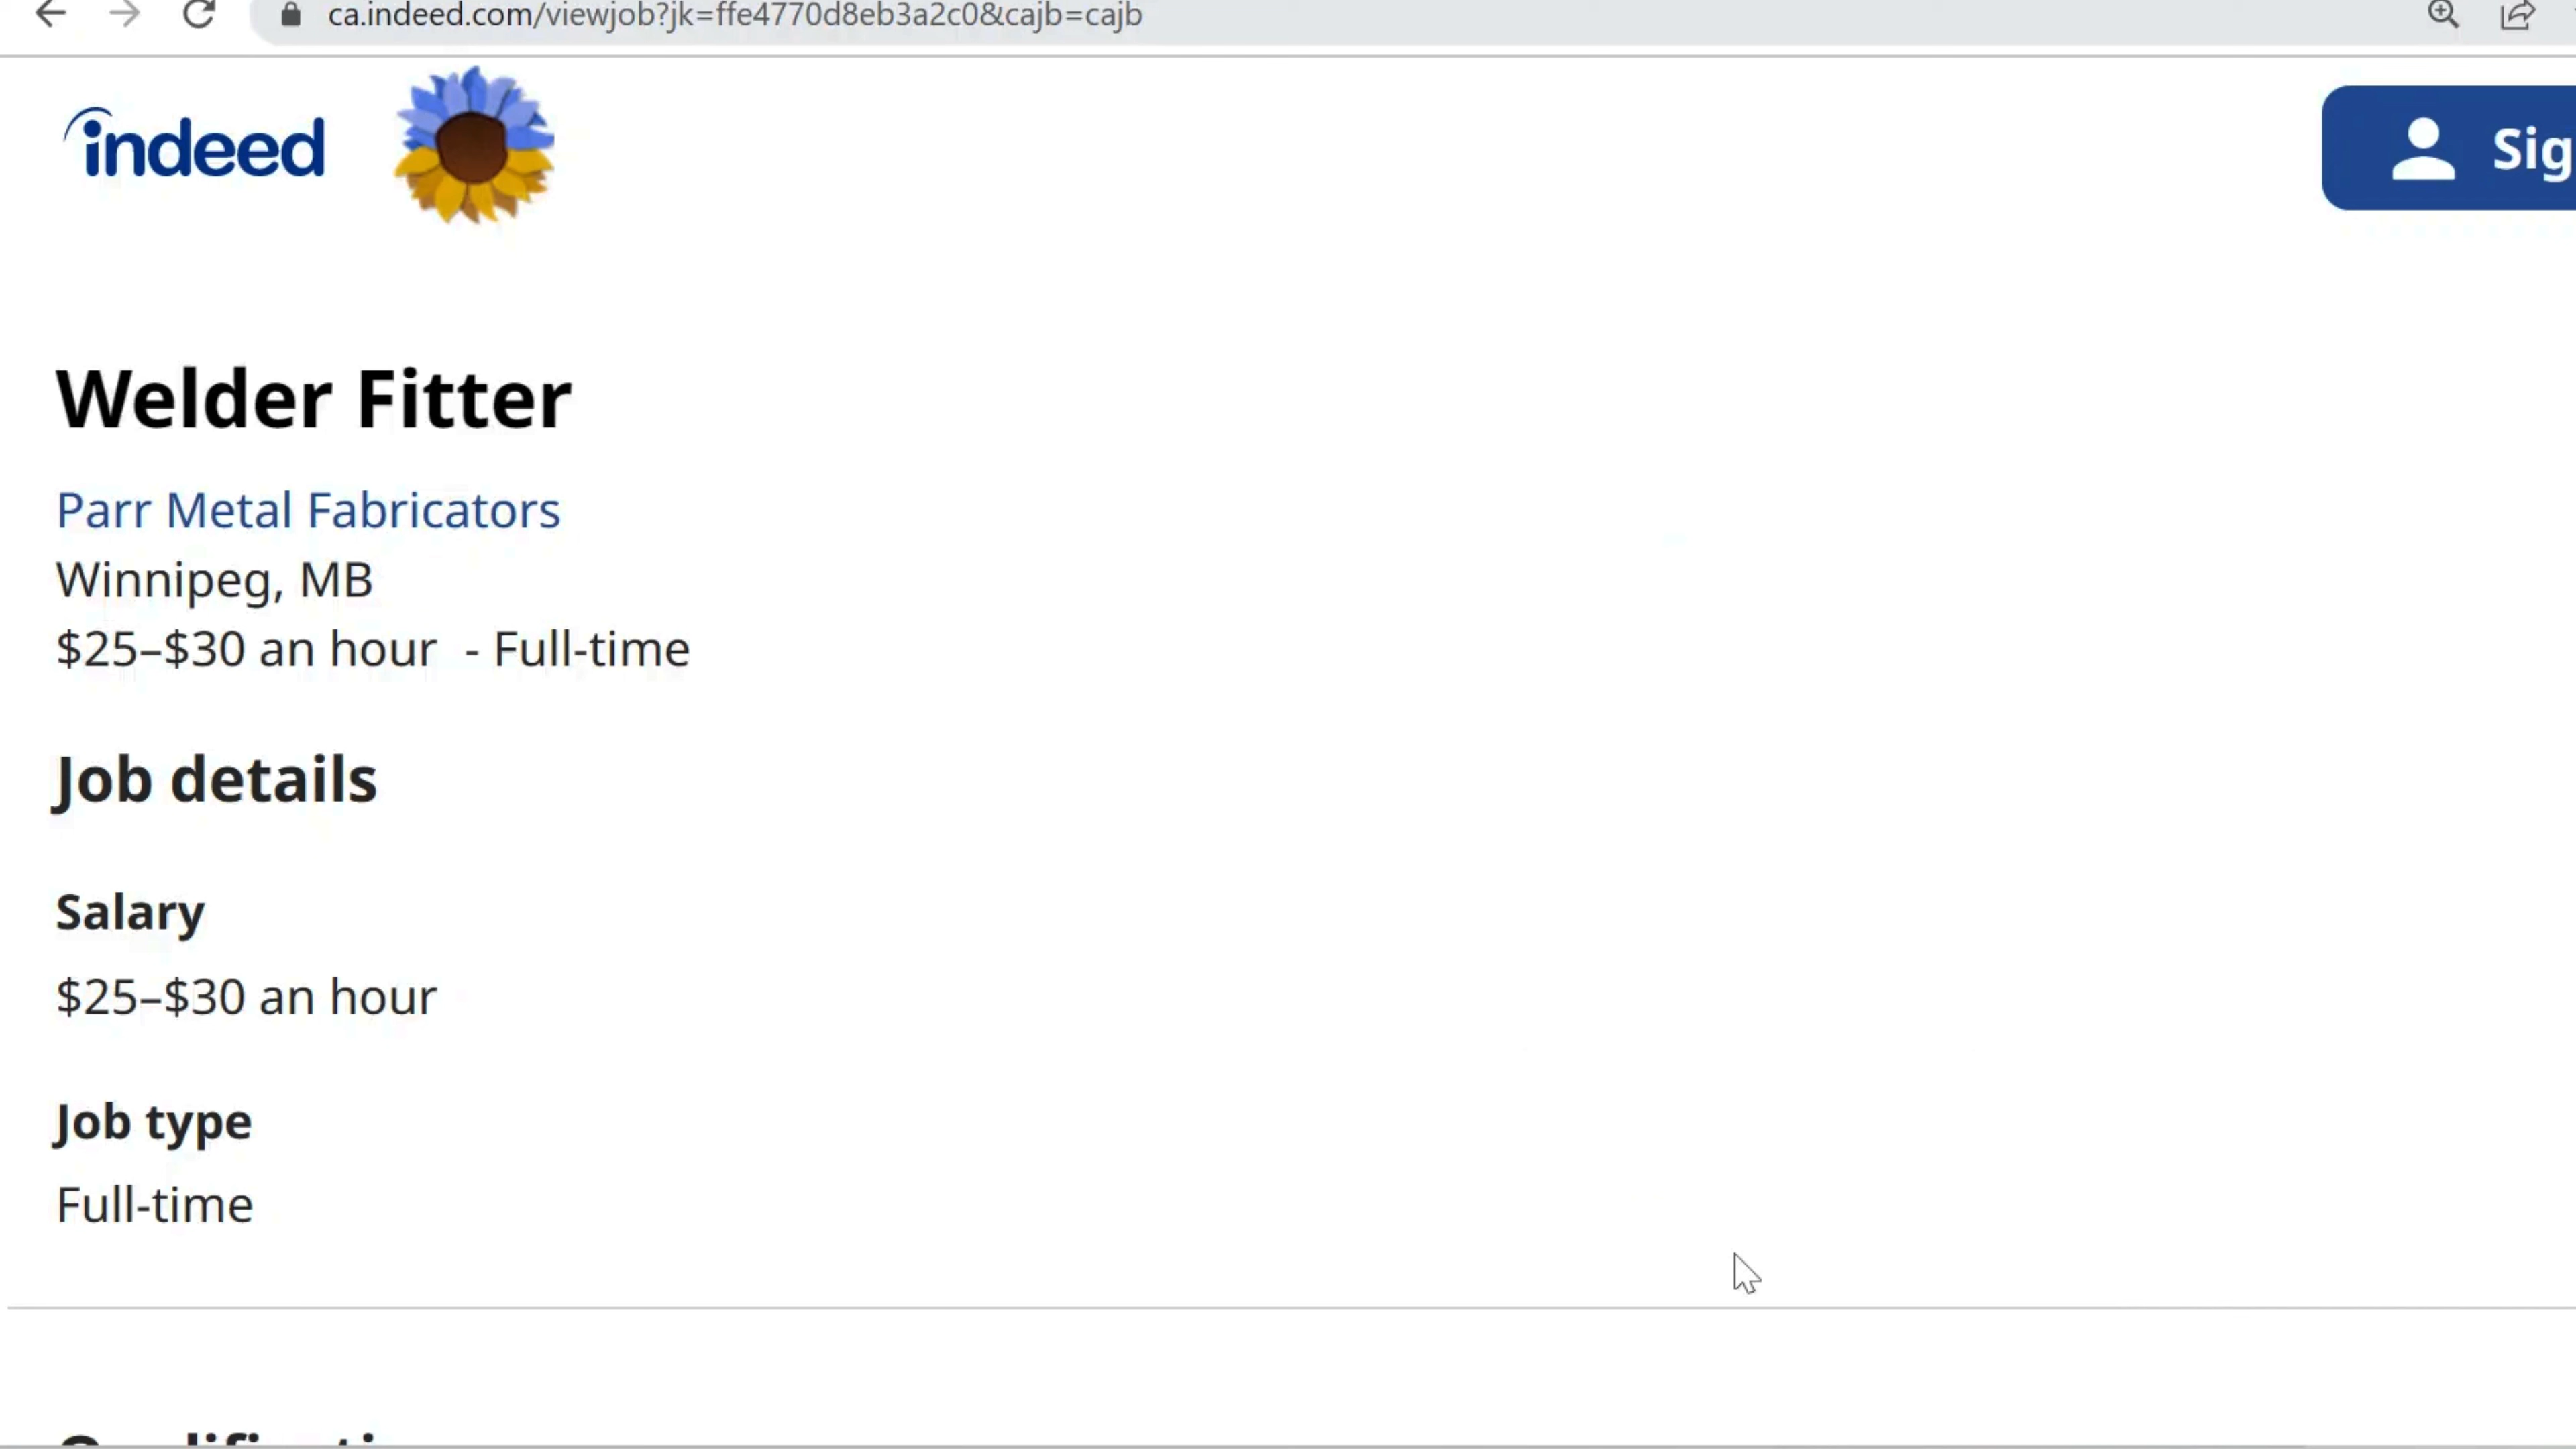 ca.indeed.com/viewjob?jk=ffe4770d8eb3a2c0&cajb=cajb
indeed
Sig
Welder Fitter
Parr Metal Fabricators
Winnipeg, MB
$25–$30 an hour - Full-time
Job details
Salary
$25–$30 an hour
Job type
Full-time